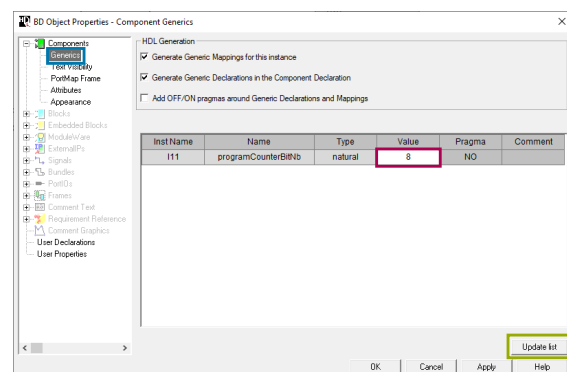 BD Object Properties - Component Generics
Components
Generics
Text Visibility
PortMap Frame
Attributes
Appearance
Blocks
Embedded Blocks
ModuleWare
ExternalIPs
Signals
Bundles
PortIOs
Frames
Comment Text
Requirement Reference
Comment Graphics
User Declarations
User Properties
HDL Generation
Generate Generic Mappings for this instance
Generate Generic Declarations in the Component Declaration
Add OFF/ON pragmas around Generic Declarations and Mappings
Inst Name Name Type Value Pragma Comment
I11 programCounterBitNb natural 8 NO
Update list
OK Cancel Apply Help